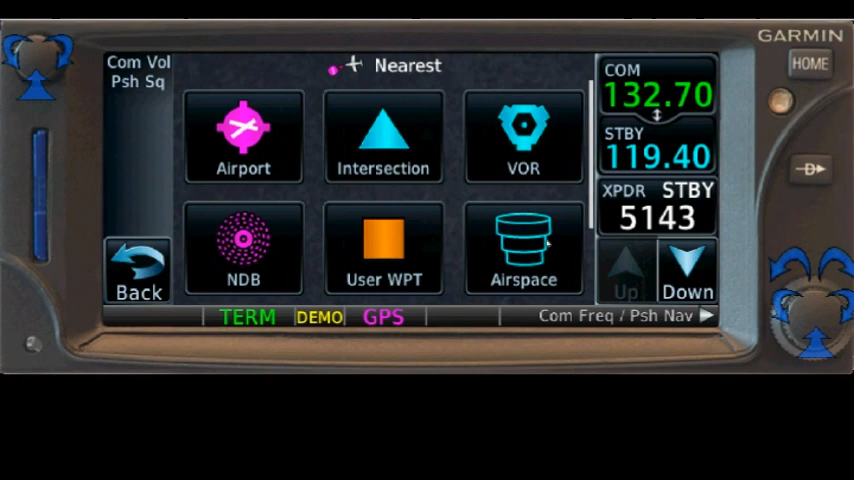 GARMIN
Com Vol
Psh Sq
Nearest
COM
132.70
HOME
STBY
119.40
Airport
Intersection
VOR
XPDR STBY
5143
D
NDB
User WPT
Airspace
Back
Up
Down
TERM
DEMO
GPS
Com Freq / Psh Nav